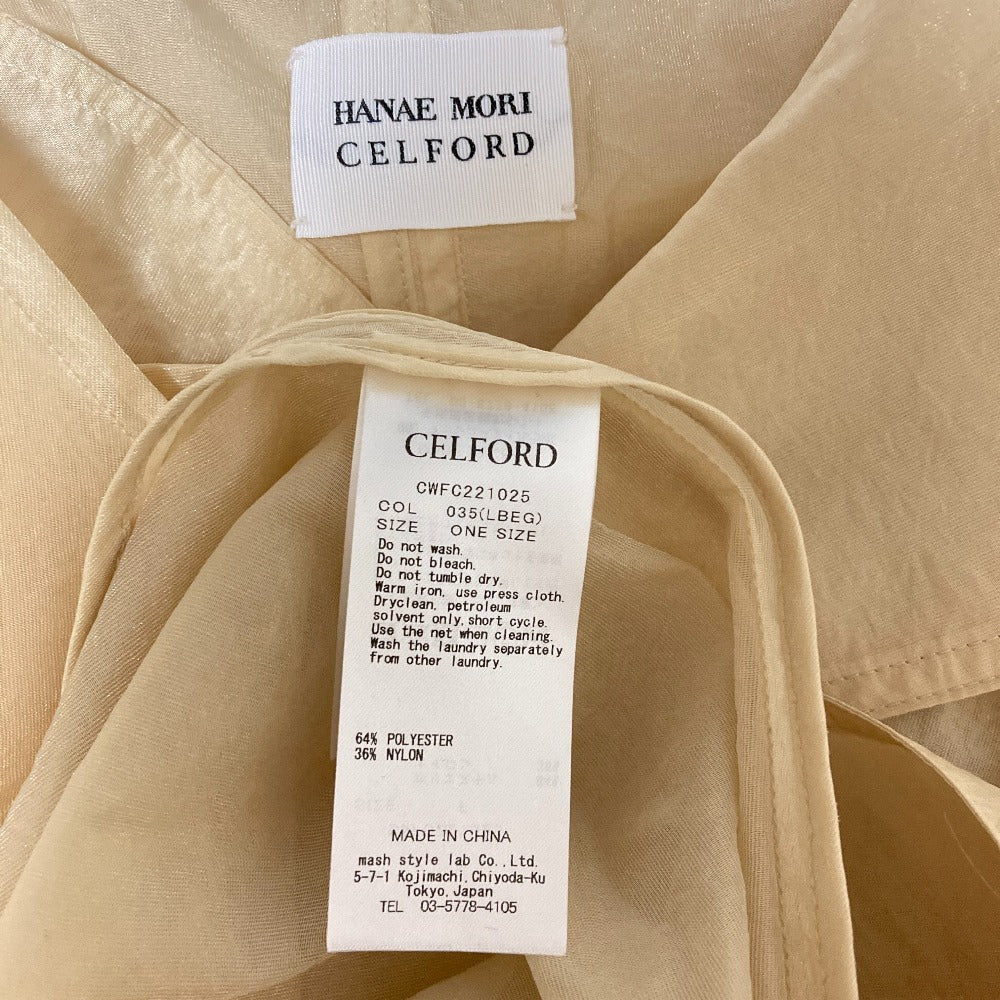 HANAE MORI
CELFORD
CELFORD
CWFC221025
COL 035(LBEG)
SIZE ONE SIZE
Do not wash.
Do not bleach.
Do not tumble dry.
Warm iron, use press cloth.
Dryclean, petroleum
solvent only,short cycle.
Use the net when cleaning.
Wash the laundry separately
from other laundry.
64% POLYESTER
36% NYLON
MADE IN CHINA
mash style lab Co.,Ltd.
5-7-1 Kojimachi,Chiyoda-Ku
Tokyo,Japan
TEL 03-5778-4105